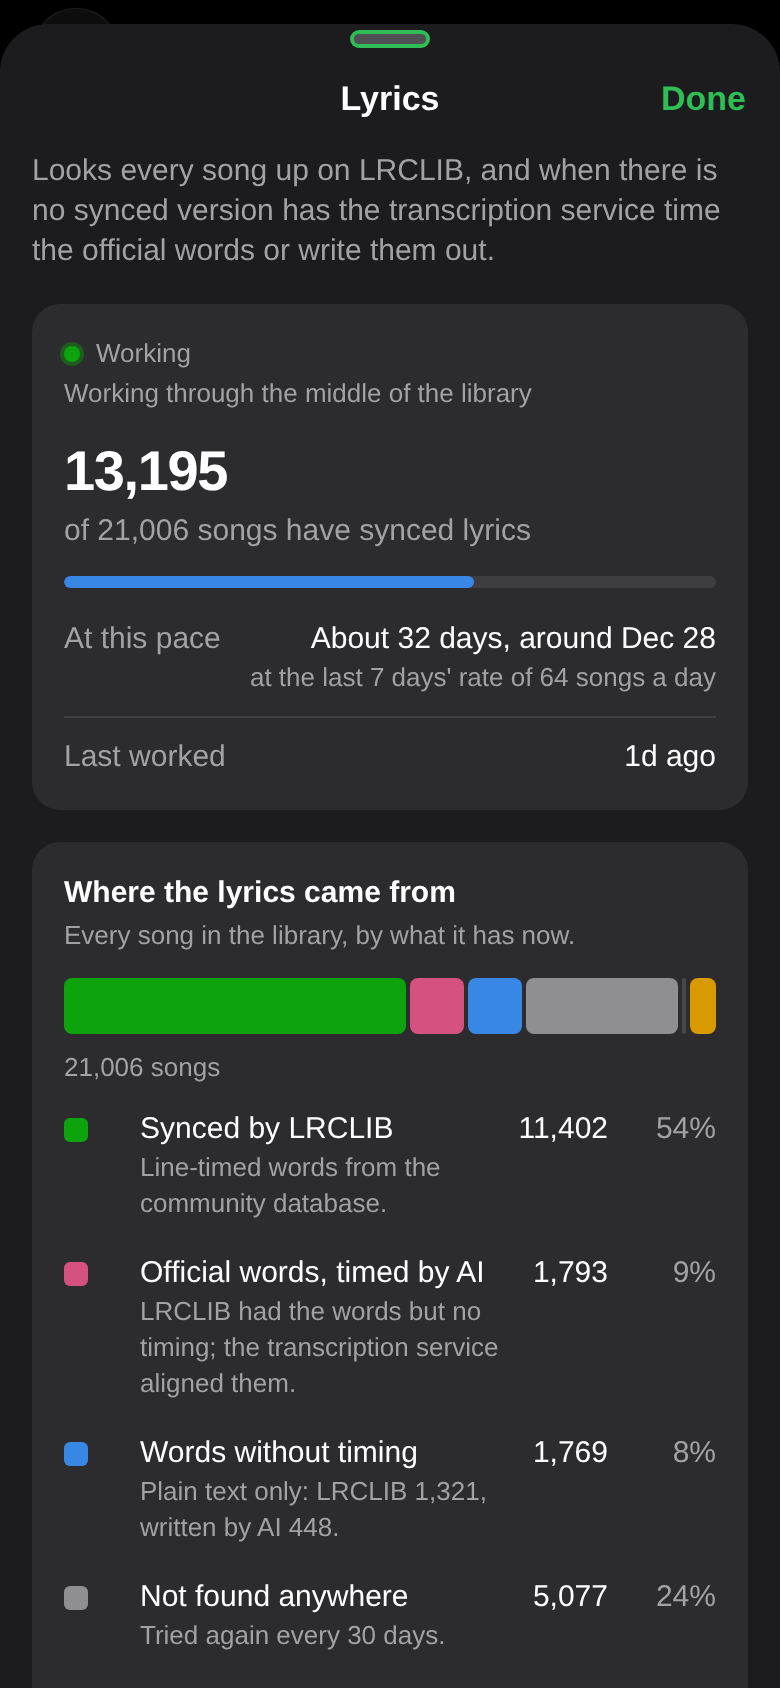 Lyrics
Done
Looks every song up on LRCLIB, and when there is
no synced version has the transcription service time
the official words or write them out.
Working
Working through the middle of the library
13,195
of 21,006 songs have synced lyrics
At this pace
About 32 days, around Dec 28
at the last 7 days' rate of 64 songs a day
Last worked
1d ago
Where the lyrics came from
Every song in the library, by what it has now.
21,006 songs
Synced by LRCLIB 11,402 54%
Line-timed words from the
community database.
Official words, timed by AI 1,793 9%
LRCLIB had the words but no
timing; the transcription service
aligned them.
Words without timing 1,769 8%
Plain text only: LRCLIB 1,321,
written by AI 448.
Not found anywhere 5,077 24%
Tried again every 30 days.